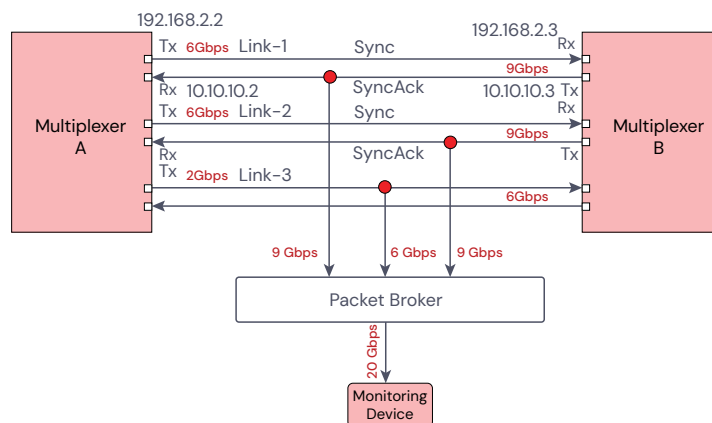 192.168.2.2
192.168.2.3
Tx 6Gbps Link-1 Sync Rx
9Gbps
Rx 10.10.10.2 SyncAck 10.10.10.3 Tx
Tx 6Gbps Link-2 Sync Rx
Multiplexer
A
Multiplexer
B
9Gbps
Rx SyncAck Tx
Tx 2Gbps Link-3
6Gbps
9 Gbps 6 Gbps 9 Gbps
Packet Broker
20 Gbps
Monitoring
Device